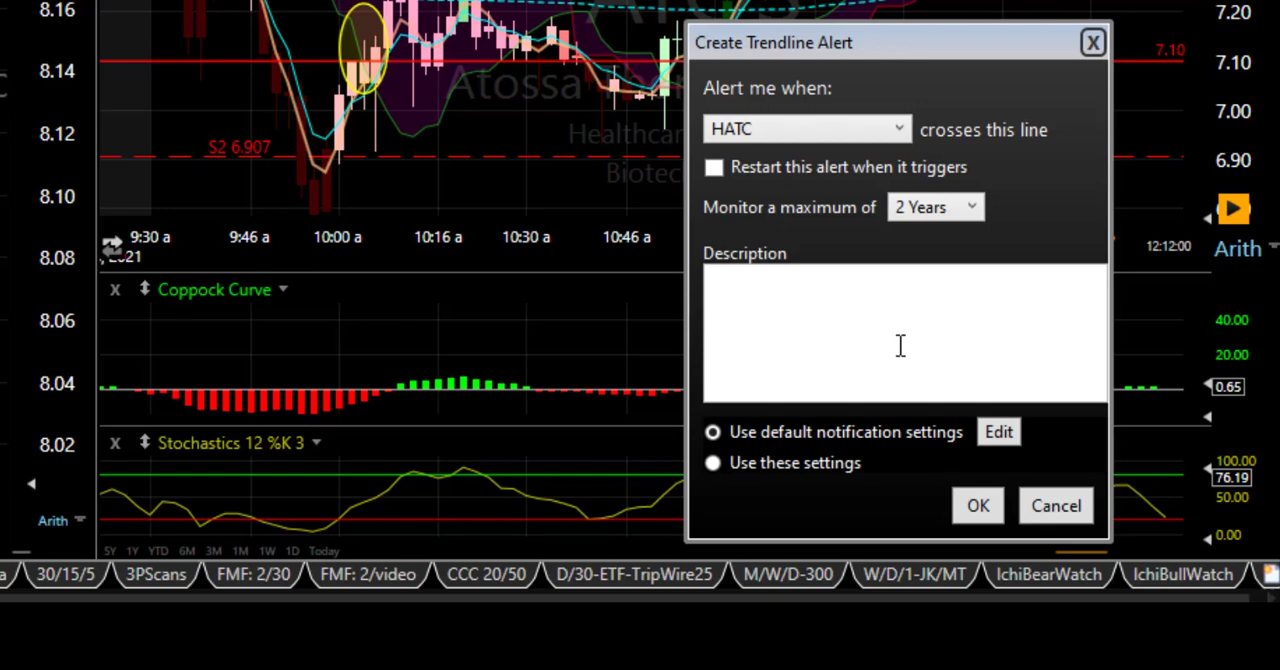 8.16
8.14
8.12
8.10
8.08
8.06
8.04
8.02
Arith
S2 6.907
Healthcar
Biotec
9:30 a 9:46 a 10:00 a 10:16 a 10:30 a 10:46 a
, 2021
X Coppock Curve
X Stochastics 12 %K 3
5Y 1Y YTD 6M 3M 1M 1W 1D Today
Create Trendline Alert X
Alert me when:
HATC crosses this line
Restart this alert when it triggers
Monitor a maximum of 2 Years
Description
Use default notification settings Edit
Use these settings
OK Cancel
7.10
12:12:00
7.20
7.10
7.00
6.90
Arith
40.00
20.00
0.65
100.00
76.19
50.00
0.00
a 30/15/5 3PScans FMF: 2/30 FMF: 2/video CCC 20/50 D/30-ETF-TripWire25 M/W/D-300 W/D/1-JK/MT IchiBearWatch IchiBullWatch